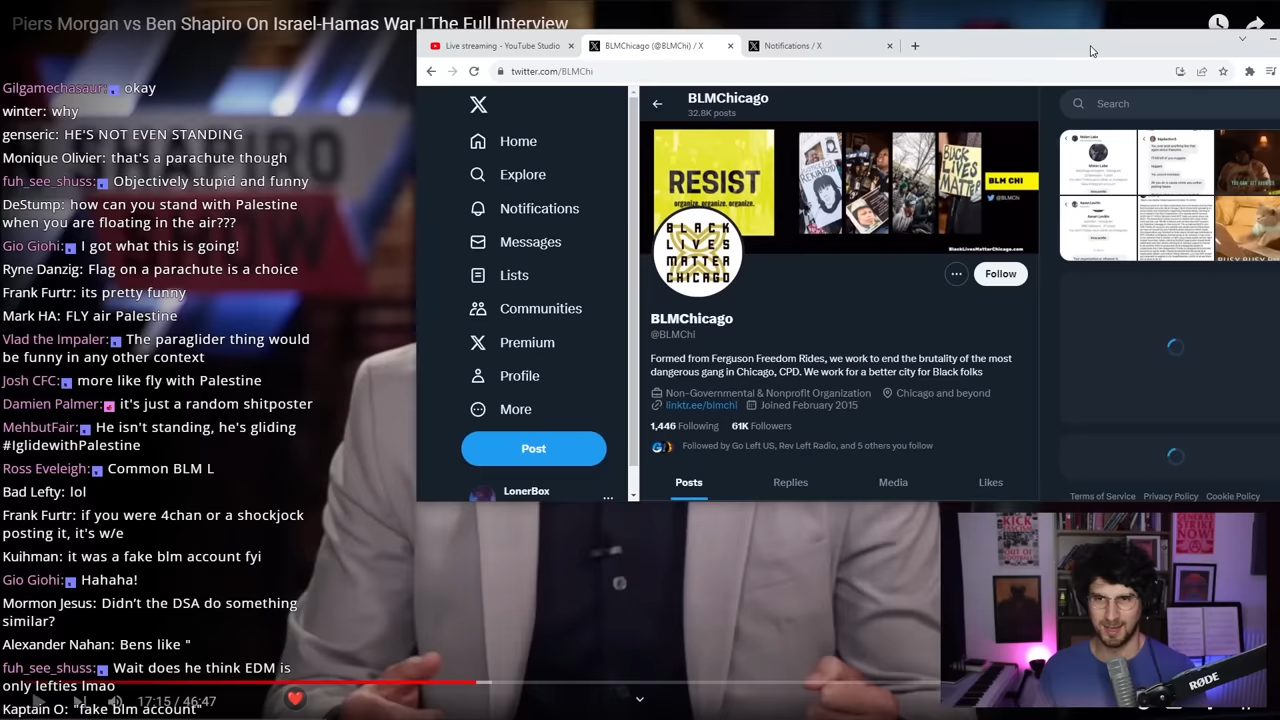 Piers Morgan vs Ben Shapiro On Israel-Hamas War | The Full Interview
Live streaming - YouTube Studio
BLMChicago (@BLMChi) / X
Notifications / X
twitter.com/BLMChi
Gilgamechasaur: okay
winter: why
genseric: HE'S NOT EVEN STANDING
Monique Olivier: that's a parachute though
fuh_see_shuss: Objectively stupid and funny
DeStump: how can you stand with Palestine
when you are floating in the air???
Gio Giohi: I got what this is going!
Flag on a parachute is a choice
Frank Furtr: its pretty funny
Mark HA: FLY air Palestine
Vlad the Impaler: The paraglider thing would
be funny in any other context
Josh CFC: more like fly with Palestine
Damien Palmer: it's just a random shitposter
MehbutFair: He isn't standing, he's gliding
#IglidewithPalestine
Ross Eveleigh: Common BLM L
Bad Lefty: lol
Frank Furtr: if you were 4chan or a shockjock
posting it, it's w/e
Kuihman: it was a fake blm account fyi
Gio Giohi: Hahaha!
Mormon Jesus: Didn't the DSA do something
similar?
Alexander Nahan: Bens like "
fuh_see_shuss: Wait does he think EDM is
only lefties lmao
Kaptain O: "fake blm account"
17:15 / 46:47
Home
Explore
Notifications
Messages
Lists
Communities
Premium
Profile
More
Post
LonerBox
BLMChicago
32.8K posts
RESIST
organize. organize. organize.
BLM CHI
@BLMCHI
BlackLivesMatterChicago.com
BLACK
LIVES
MATTER
CHICAGO
Follow
BLMChicago
@BLMChi
Formed from Ferguson Freedom Rides, we work to end the brutality of the most
dangerous gang in Chicago, CPD. We work for a better city for Black folks
Non-Governmental & Nonprofit Organization Chicago and beyond
linktr.ee/blmchi Joined February 2015
1,446 Following 61K Followers
Followed by Go Left US, Rev Left Radio, and 5 others you follow
Posts Replies Media Likes
Search
Terms of Service Privacy Policy Cookie Policy
KICK
FASCISM
OUT OF
FOOTBALL
STRIKE
NOW
RØDE